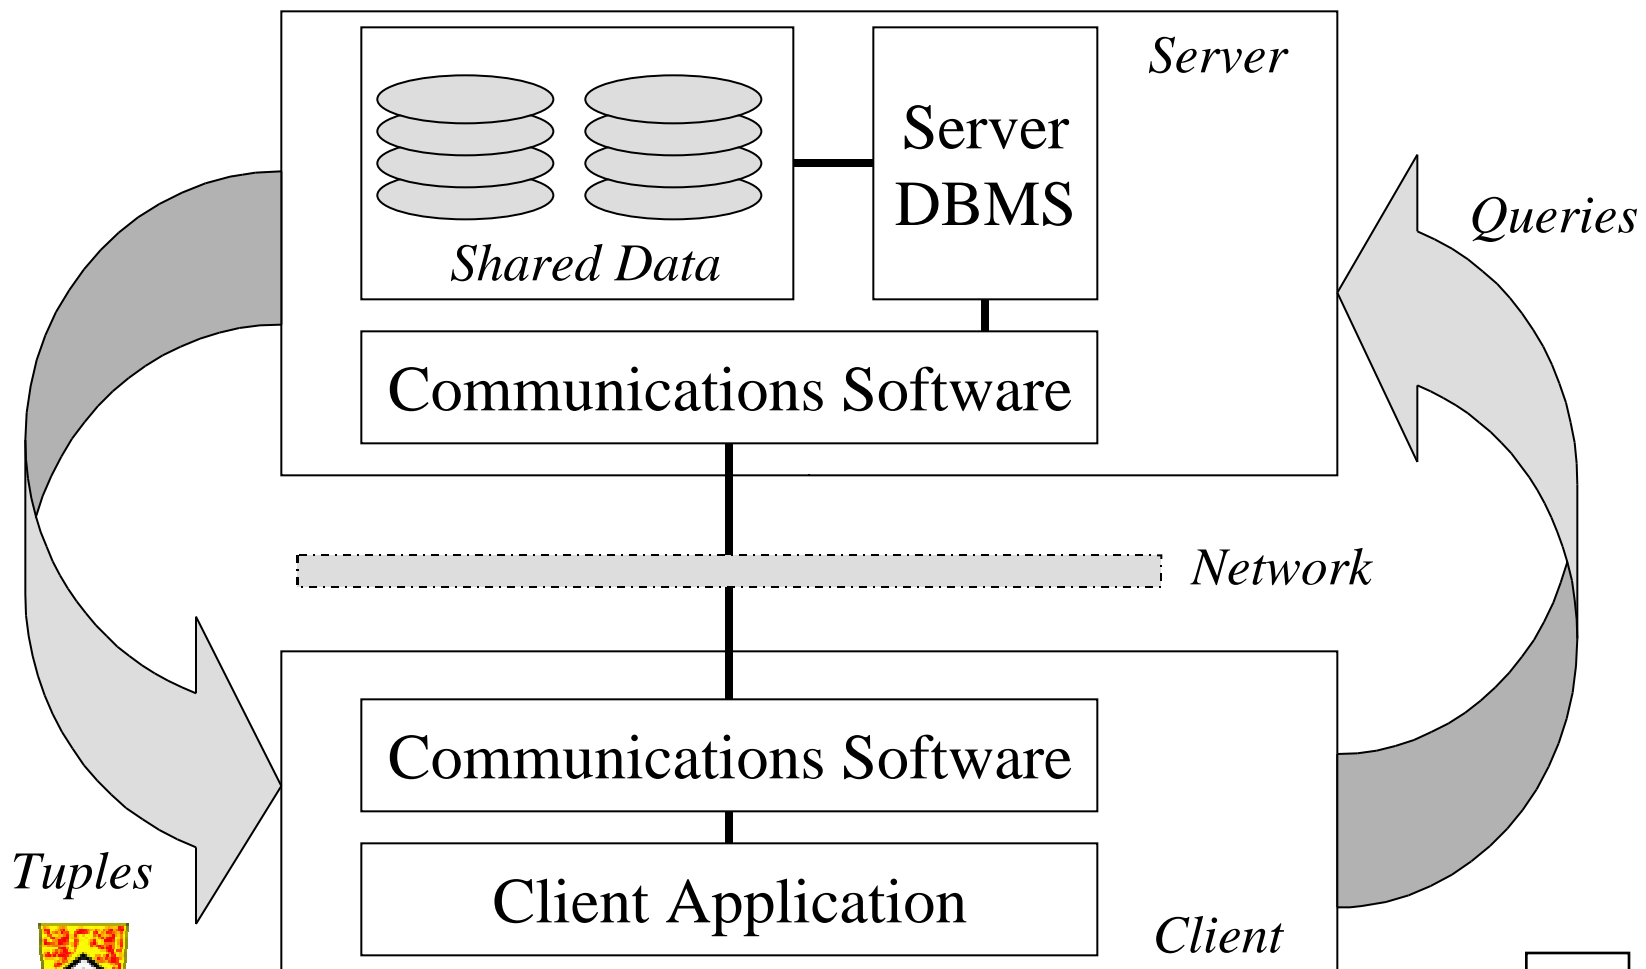 Server
Server
DBMS
Shared Data
Queries
Communications Software
Network
Communications Software
Tuples
Client Application
Client